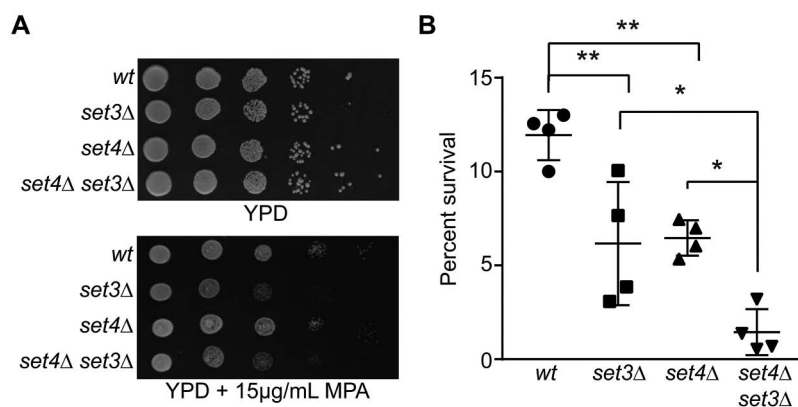 A
wt
set3Δ
set4Δ
set4Δ set3Δ
YPD
wt
set3Δ
set4Δ
set4Δ set3Δ
YPD + 15µg/mL MPA
B
**
**
*
*
Percent survival
15
10
5
0
wt
set3Δ
set4Δ
set4Δ
set3Δ